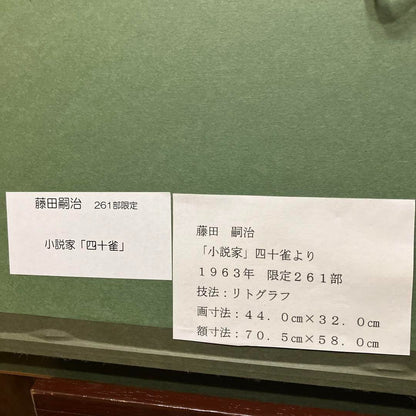 藤田嗣治 261部限定
小説家「四十雀」
藤田 嗣治
「小説家」四十雀より
1963年 限定261部
技法:リトグラフ
画寸法:44.0㎝×32.0㎝
額寸法:70.5㎝×58.0㎝